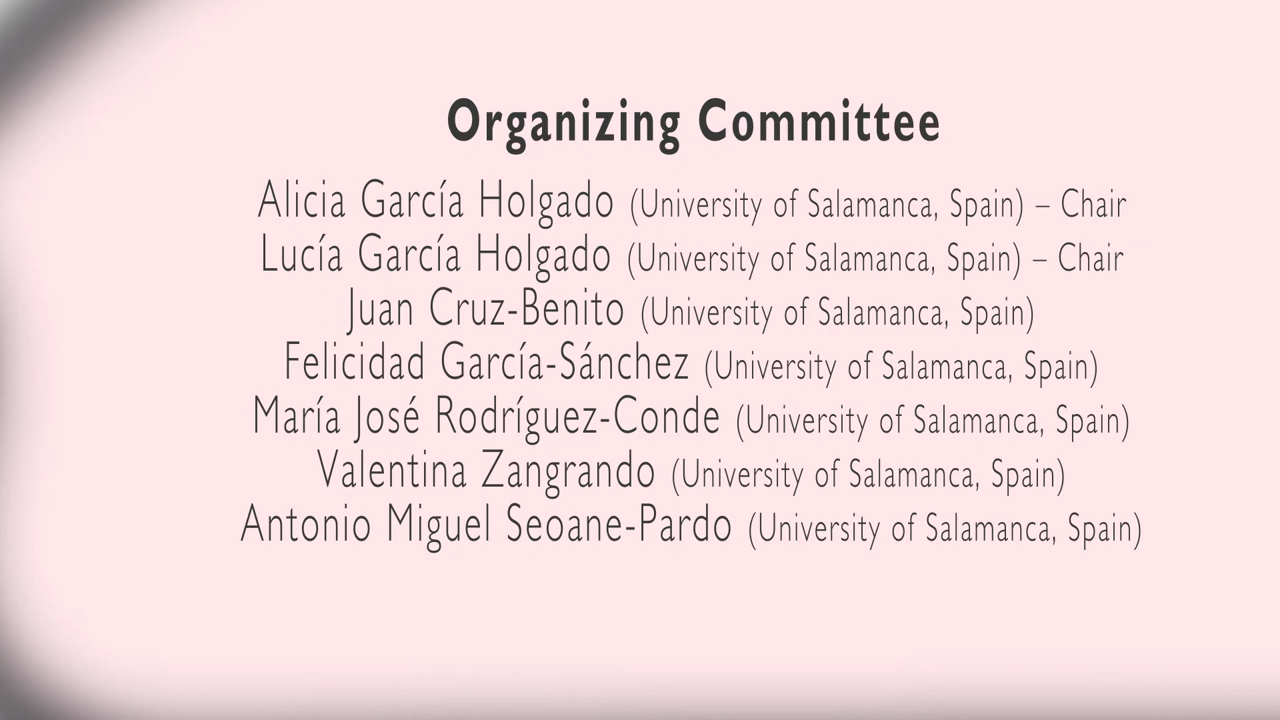 Organizing Committee
Alicia García Holgado (University of Salamanca, Spain) – Chair
Lucía García Holgado (University of Salamanca, Spain) – Chair
Juan Cruz-Benito (University of Salamanca, Spain)
Felicidad García-Sánchez (University of Salamanca, Spain)
María José Rodríguez-Conde (University of Salamanca, Spain)
Valentina Zangrando (University of Salamanca, Spain)
Antonio Miguel Seoane-Pardo (University of Salamanca, Spain)